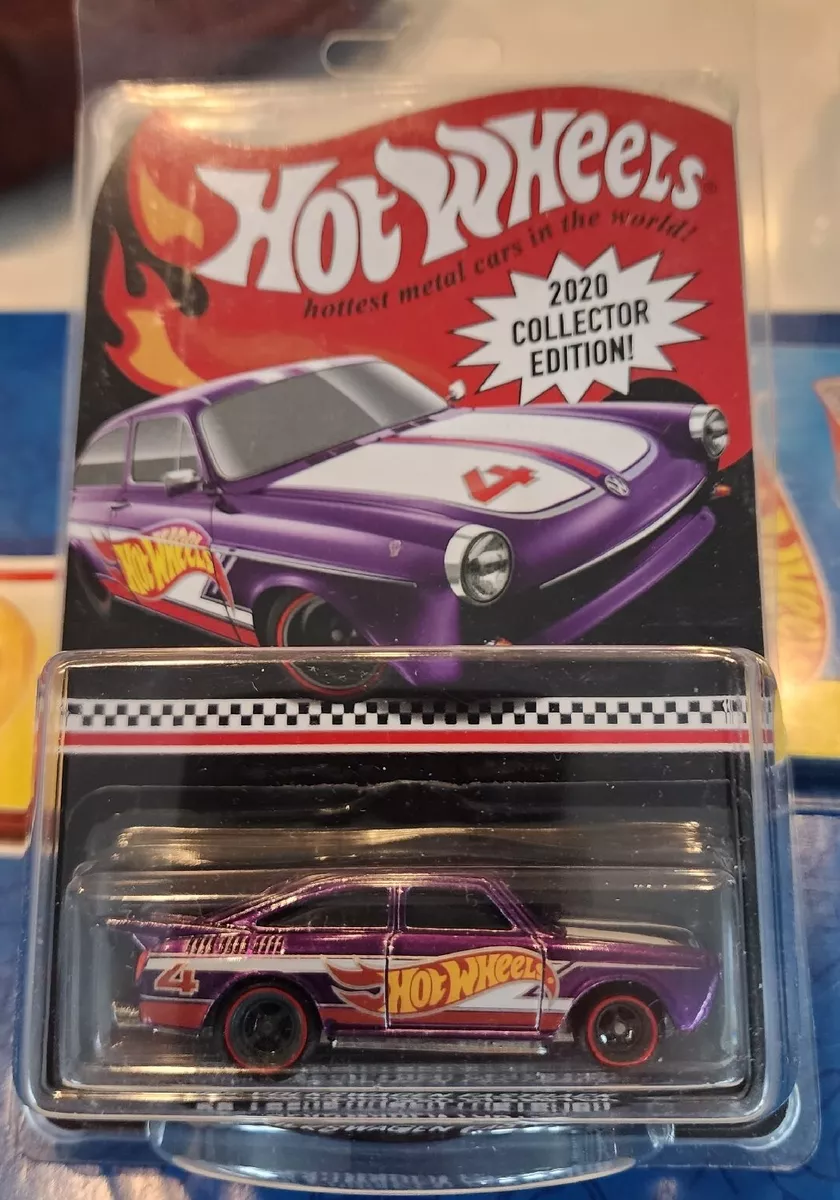 HOT WHEELS®
hottest metal cars in the world!
2020
COLLECTOR
EDITION!
4
HOT WHEELS
4
HOT WHEELS